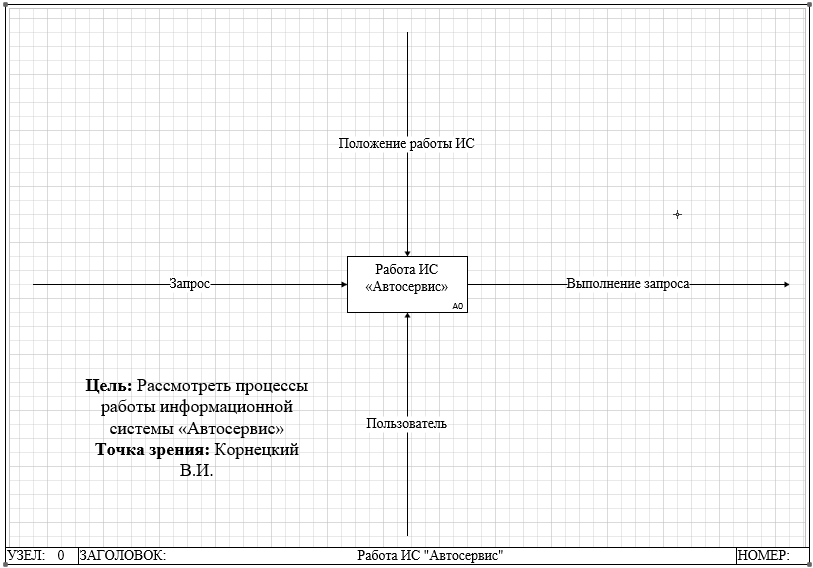 Положение работы ИС
Работа ИС
«Автосервис»
A0
Запрос
Выполнение запроса
Пользователь
Цель: Рассмотреть процессы
работы информационной
системы «Автосервис»
Точка зрения: Корнецкий
В.И.
УЗЕЛ: 0 ЗАГОЛОВОК: Работа ИС "Автосервис" НОМЕР: